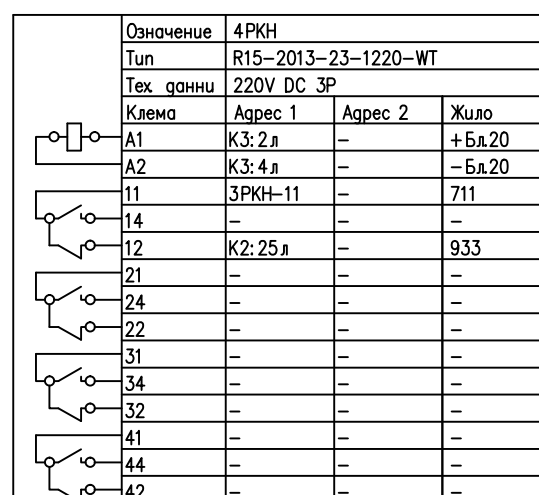 Означение 4РКН
Тип R15-2013-23-1220-WT
Тех. данни 220V DC 3P
Клема Адрес 1 Адрес 2 Жило
A1 К3:2л - +Бл.20
A2 К3:4л - -Бл.20
11 3РКН-11 - 711
14 - - -
12 К2:25л - 933
21 - - -
24 - - -
22 - - -
31 - - -
34 - - -
32 - - -
41 - - -
44 - - -
42 - - -